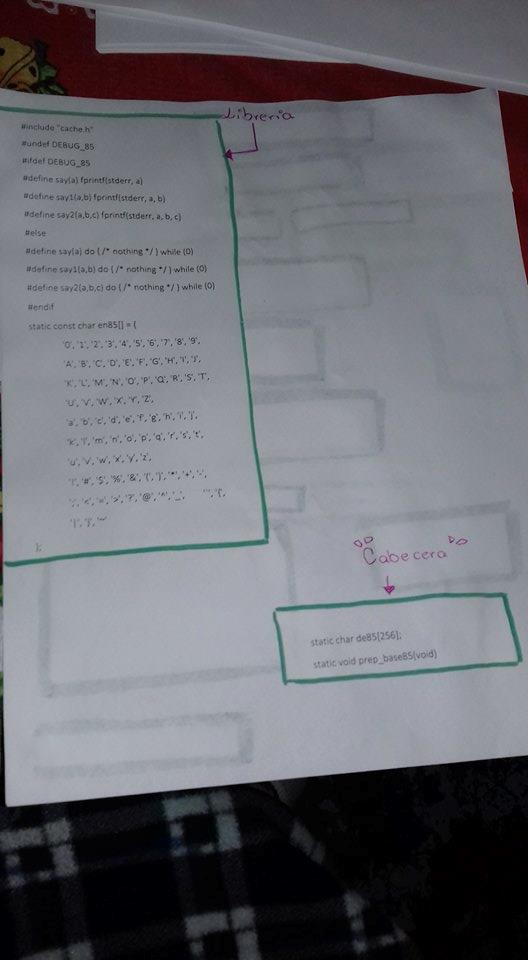 Libreria
#include "cache.h"
#undef DEBUG_85
#ifdef DEBUG_85
#define say(a) fprintf(stderr, a)
#define say1(a,b) fprintf(stderr, a, b)
#define say2(a,b,c) fprintf(stderr, a, b, c)
#else
#define say(a) do { /* nothing */ } while (0)
#define say1(a,b) do { /* nothing */ } while (0)
#define say2(a,b,c) do { /* nothing */ } while (0)
#endif
static const char en85[] = {
'0', '1', '2', '3', '4', '5', '6', '7', '8', '9',
'A', 'B', 'C', 'D', 'E', 'F', 'G', 'H', 'I', 'J',
'K', 'L', 'M', 'N', 'O', 'P', 'Q', 'R', 'S', 'T',
'U', 'V', 'W', 'X', 'Y', 'Z',
'a', 'b', 'c', 'd', 'e', 'f', 'g', 'h', 'i', 'j',
'k', 'l', 'm', 'n', 'o', 'p', 'q', 'r', 's', 't',
'u', 'v', 'w', 'x', 'y', 'z',
'!', '#', '$', '%', '&', '(', ')', '*', '+', '-',
';', '<', '=', '>', '?', '@', '^', '_', '`', '{',
'|', '}', '~'
};
Cabecera
static char de85[256];
static void prep_base85(void)